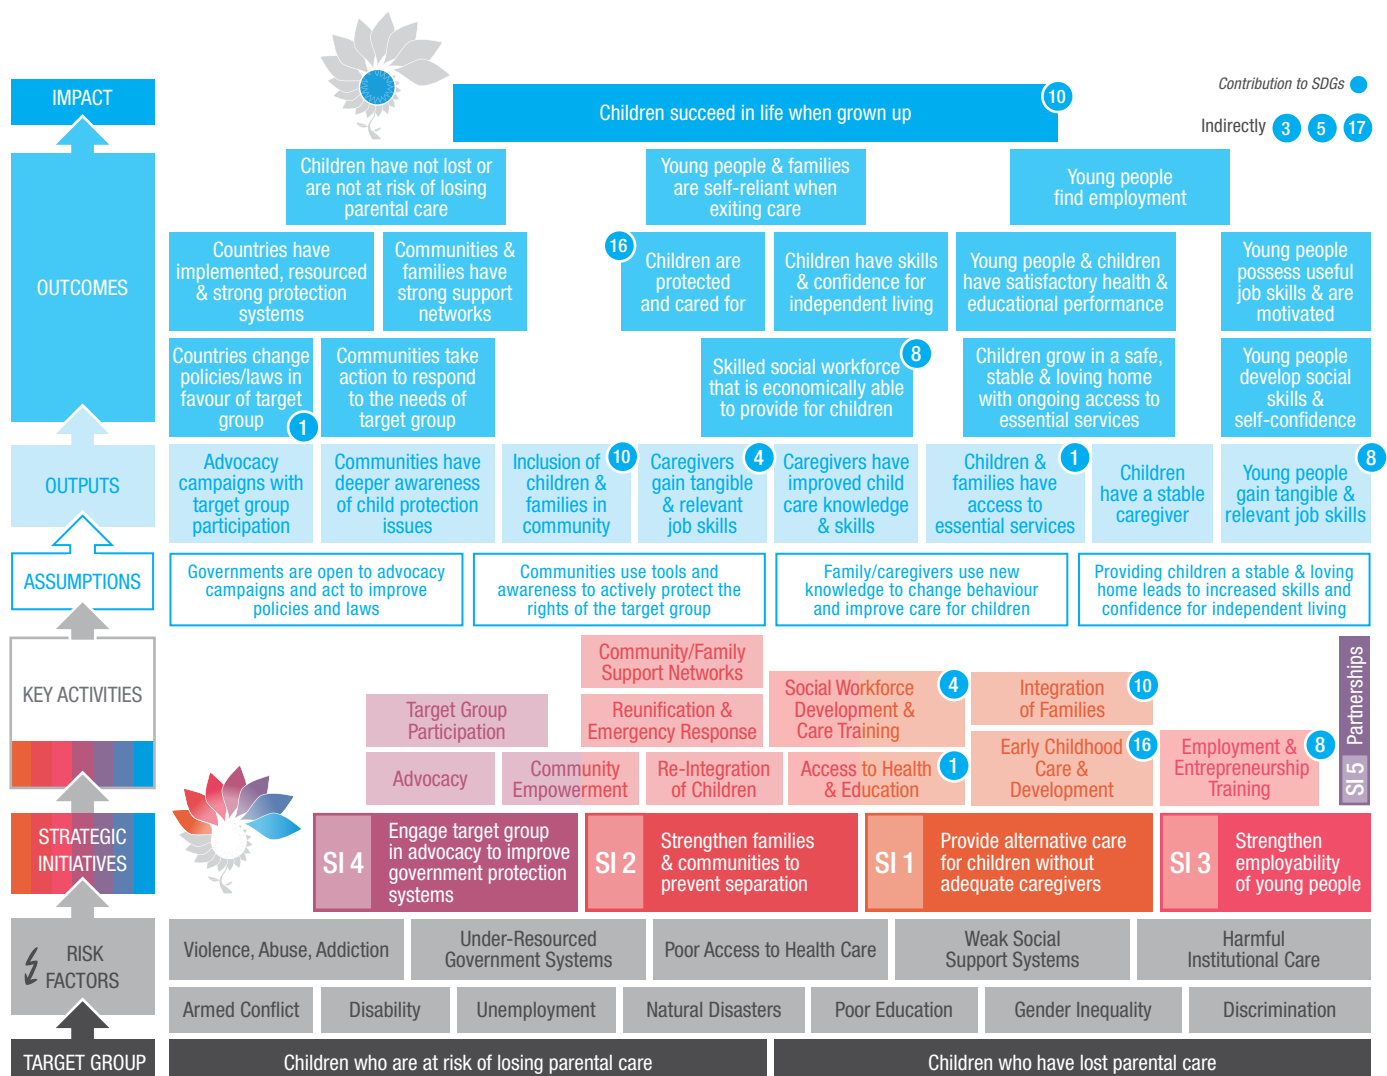 IMPACT
Children succeed in life when grown up
10
Contribution to SDGs
Indirectly 3 5 17
OUTCOMES
Children have not lost or
are not at risk of losing
parental care
Young people & families
are self-reliant when
exiting care
Young people
find employment
Countries have
implemented, resourced
& strong protection
systems
Communities &
families have
strong support
networks
16
Children are
protected
and cared for
Children have skills
& confidence for
independent living
Young people & children
have satisfactory health &
educational performance
Young people
possess useful
job skills & are
motivated
Countries change
policies/laws in
favour of target
group
1
Communities take
action to respond
to the needs of
target group
Skilled social workforce
that is economically able
to provide for children
8
Children grow in a safe,
stable & loving home
with ongoing access to
essential services
Young people
develop social
skills &
self-confidence
OUTPUTS
Advocacy
campaigns with
target group
participation
Communities have
deeper awareness
of child protection
issues
Inclusion of
children &
families in
community
10
Caregivers
gain tangible
& relevant
job skills
4
Caregivers have
improved child
care knowledge
& skills
Children &
families have
access to
essential services
1
Children
have a stable
caregiver
Young people
gain tangible &
relevant job skills
8
ASSUMPTIONS
Governments are open to advocacy
campaigns and act to improve
policies and laws
Communities use tools and
awareness to actively protect the
rights of the target group
Family/caregivers use new
knowledge to change behaviour
and improve care for children
Providing children a stable & loving
home leads to increased skills and
confidence for independent living
KEY ACTIVITIES
Community/Family
Support Networks
Target Group
Participation
Reunification &
Emergency Response
Social Workforce
Development &
Care Training
4
Integration
of Families
10
Advocacy
Community
Empowerment
Re-Integration
of Children
Access to Health
& Education
1
Early Childhood
Care &
Development
16
Employment &
Entrepreneurship
Training
8
SI 5 Partnerships
STRATEGIC
INITIATIVES
SI 4
Engage target group
in advocacy to improve
government protection
systems
SI 2
Strengthen families
& communities to
prevent separation
SI 1
Provide alternative care
for children without
adequate caregivers
SI 3
Strengthen
employability
of young people
RISK
FACTORS
Violence, Abuse, Addiction
Under-Resourced
Government Systems
Poor Access to Health Care
Weak Social
Support Systems
Harmful
Institutional Care
Armed Conflict
Disability
Unemployment
Natural Disasters
Poor Education
Gender Inequality
Discrimination
TARGET GROUP
Children who are at risk of losing parental care
Children who have lost parental care